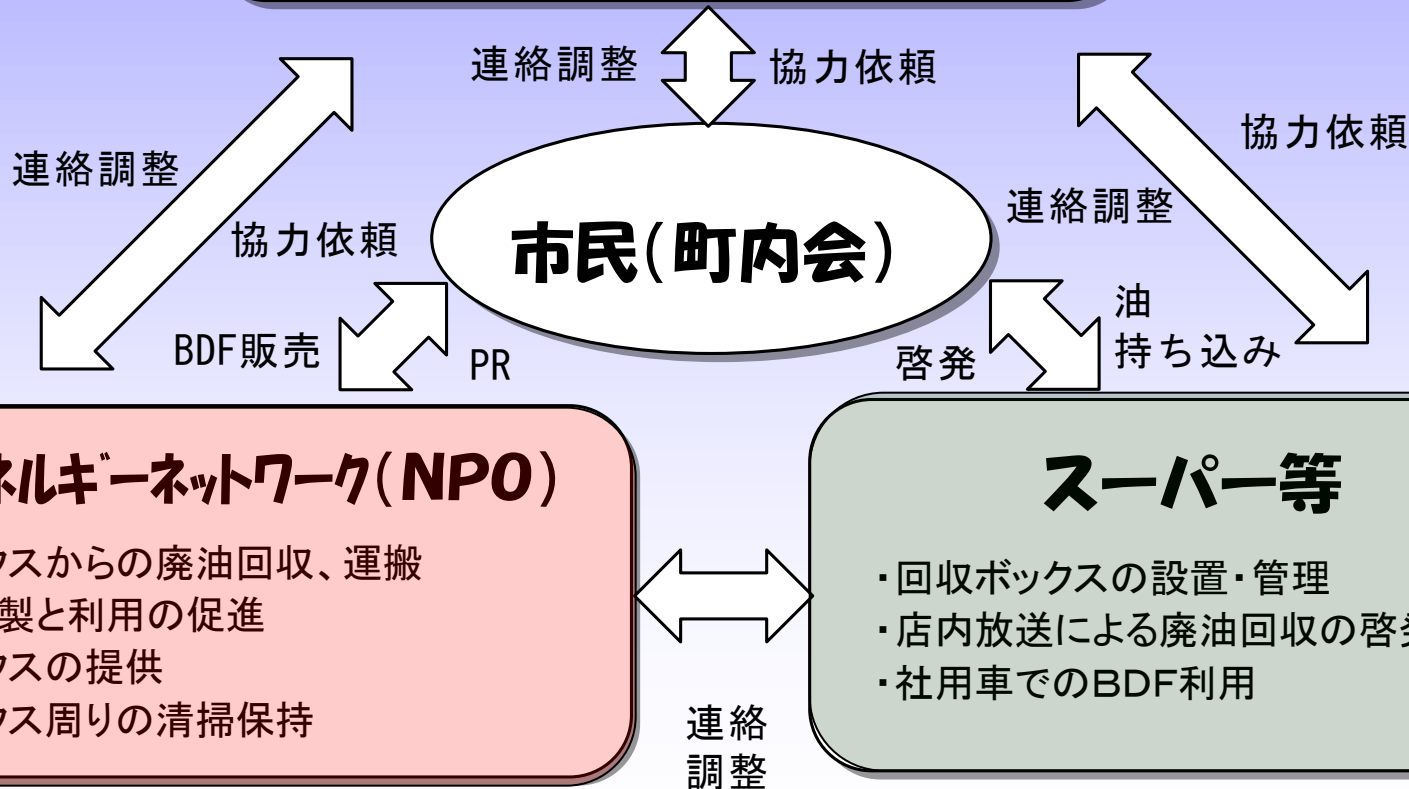 連絡調整
協力依頼
協力依頼
連絡調整
連絡調整
協力依頼
市民(町内会)
BDF販売
PR
啓発
油
持ち込み
ネルギーネットワーク(NPO)
クスからの廃油回収、運搬
製と利用の促進
クスの提供
クス周りの清掃保持
連絡
調整
スーパー等
・回収ボックスの設置・管理
・店内放送による廃油回収の啓発
・社用車でのBDF利用